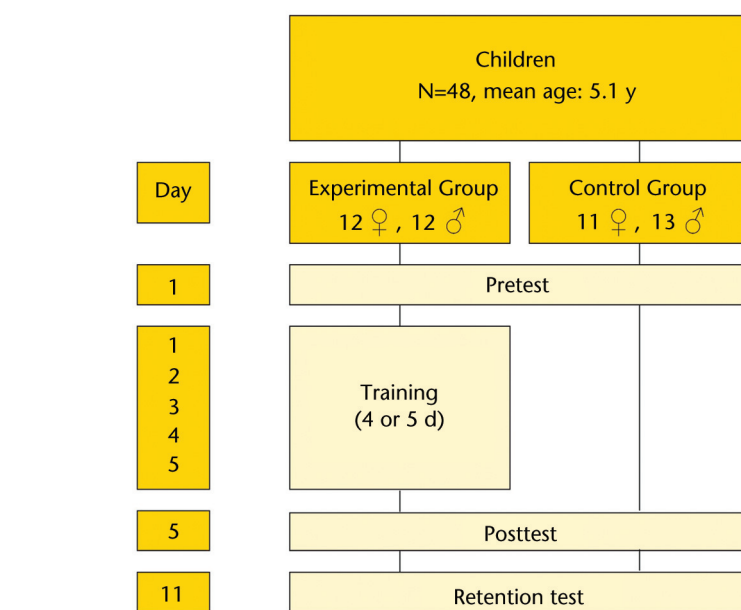 Children
N=48, mean age: 5.1 y
Day
Experimental Group
12 ♀, 12 ♂
Control Group
11 ♀, 13 ♂
1
Pretest
1
2
3
4
5
Training
(4 or 5 d)
5
Posttest
11
Retention test